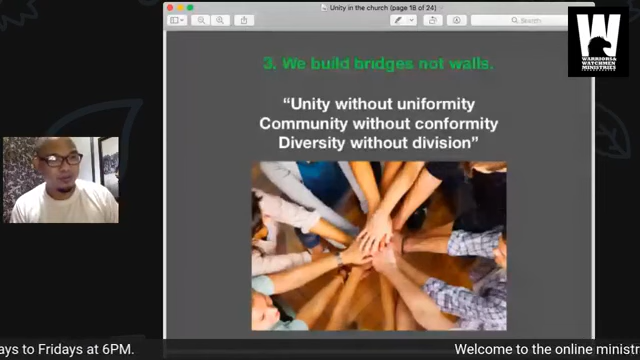 Unity in the church (page 18 of 24)
Search
WARRIORS & WATCHMEN
MINISTRIES
3. We build bridges not walls.
“Unity without uniformity
Community without conformity
Diversity without division”
ays to Fridays at 6PM.
Welcome to the online ministr